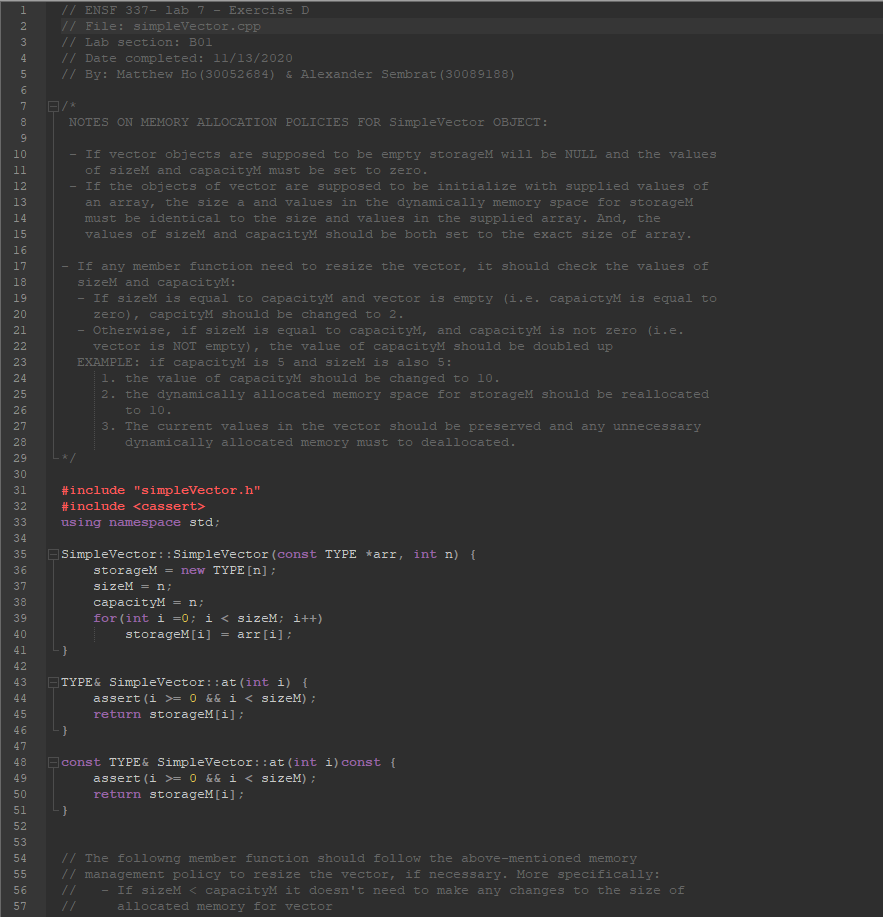 1 // ENSF 337- lab 7 - Exercise D
2 // File: simpleVector.cpp
3 // Lab section: B01
4 // Date completed: 11/13/2020
5 // By: Matthew Ho(30052684) & Alexander Sembrat(30089188)
6
7 /*
8 NOTES ON MEMORY ALLOCATION POLICIES FOR SimpleVector OBJECT:
9
10 - If vector objects are supposed to be empty storageM will be NULL and the values
11 of sizeM and capacityM must be set to zero.
12 - If the objects of vector are supposed to be initialize with supplied values of
13 an array, the size a and values in the dynamically memory space for storageM
14 must be identical to the size and values in the supplied array. And, the
15 values of sizeM and capacityM should be both set to the exact size of array.
16
17 - If any member function need to resize the vector, it should check the values of
18 sizeM and capacityM:
19 - If sizeM is equal to capacityM and vector is empty (i.e. capaictyM is equal to
20 zero), capcityM should be changed to 2.
21 - Otherwise, if sizeM is equal to capacityM, and capacityM is not zero (i.e.
22 vector is NOT empty), the value of capacityM should be doubled up
23 EXAMPLE: if capacityM is 5 and sizeM is also 5:
24 1. the value of capacityM should be changed to 10.
25 2. the dynamically allocated memory space for storageM should be reallocated
26 to 10.
27 3. The current values in the vector should be preserved and any unnecessary
28 dynamically allocated memory must to deallocated.
29 */
30
31 #include "simpleVector.h"
32 #include <cassert>
33 using namespace std;
34
35 SimpleVector::SimpleVector(const TYPE *arr, int n) {
36 storageM = new TYPE[n];
37 sizeM = n;
38 capacityM = n;
39 for(int i =0; i < sizeM; i++)
40 storageM[i] = arr[i];
41 }
42
43 TYPE& SimpleVector::at(int i) {
44 assert(i >= 0 && i < sizeM);
45 return storageM[i];
46 }
47
48 const TYPE& SimpleVector::at(int i)const {
49 assert(i >= 0 && i < sizeM);
50 return storageM[i];
51 }
52
53
54 // The followng member function should follow the above-mentioned memory
55 // management policy to resize the vector, if necessary. More specifically:
56 // - If sizeM < capacityM it doesn't need to make any changes to the size of
57 // allocated memory for vector